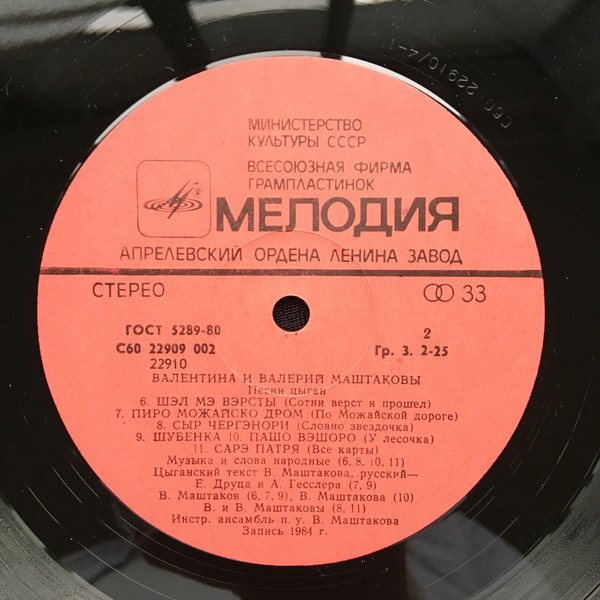 МИНИСТЕРСТВО
КУЛЬТУРЫ СССР
ВСЕСОЮЗНАЯ ФИРМА
ГРАМПЛАСТИНОК
МЕЛОДИЯ
АПРЕЛЕВСКИЙ ОРДЕНА ЛЕНИНА ЗАВОД
СТЕРЕО 33
ГОСТ 5289-80 2
С60 22909 002 Гр. 3. 2-25
22910
ВАЛЕНТИНА И ВАЛЕРИЙ МАШТАКОВЫ
Песни цыган
6. ШЭЛ МЭ ВЭРСТЫ (Сотни верст я прошел)
7. ПИРО МОЖАЙСКО ДРОМ (По Можайской дороге)
8. СЫР ЧЕРГЭНОРИ (Словно звездочка)
9. ШУБЕНКА 10. ПАШО ВЭШОРО (У лесочка)
11. САРЭ ПАТРЯ (Все карты)
Музыка и слова народные (6, 8, 10, 11)
Цыганский текст В. Маштакова, русский—
Е. Друца и А. Гесслера (7, 9)
В. Маштаков (6, 7, 9), В. Маштакова (10)
В. и В. Маштаковы (8, 11)
Инстр. ансамбль п. у. В. Маштакова
Запись 1984 г.
С60 22910/4-1